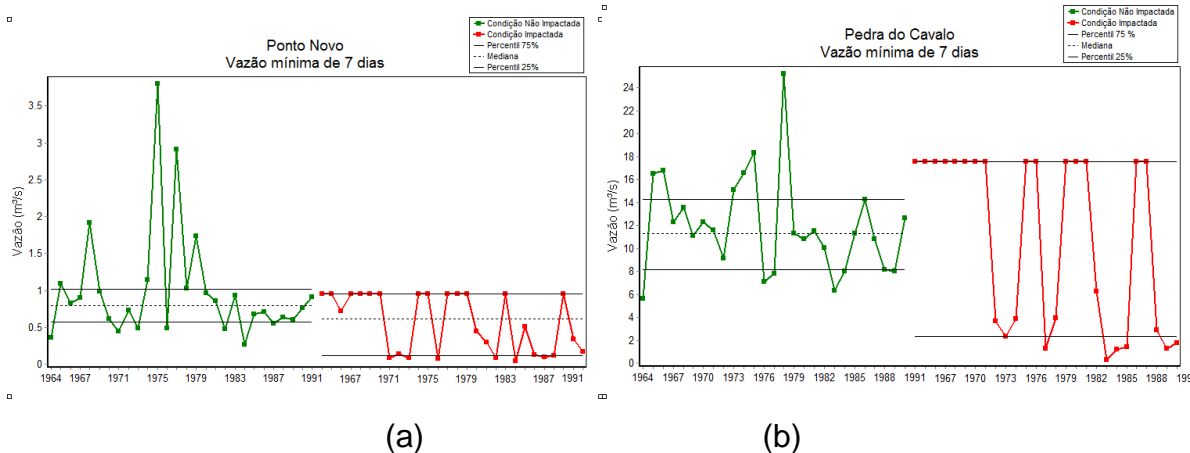 Condição Não Impactada
Condição Impactada
Percentil 75%
Mediana
Percentil 25%
Ponto Novo
Vazão mínima de 7 dias
Vazão (m³/s)
3.5
3
2.5
2
1.5
1
0.5
0
1964 1967 1971 1975 1979 1983 1987 1991 1967 1971 1975 1979 1983 1987 1991
(a)
Condição Não Impactada
Condição Impactada
Percentil 75 %
Mediana
Percentil 25%
Pedra do Cavalo
Vazão mínima de 7 dias
Vazão (m³/s)
24
22
20
18
16
14
12
10
8
6
4
2
0
1964 1967 1970 1973 1976 1979 1982 1985 1988 1991 1967 1970 1973 1976 1979 1982 1985 1988 199
(b)